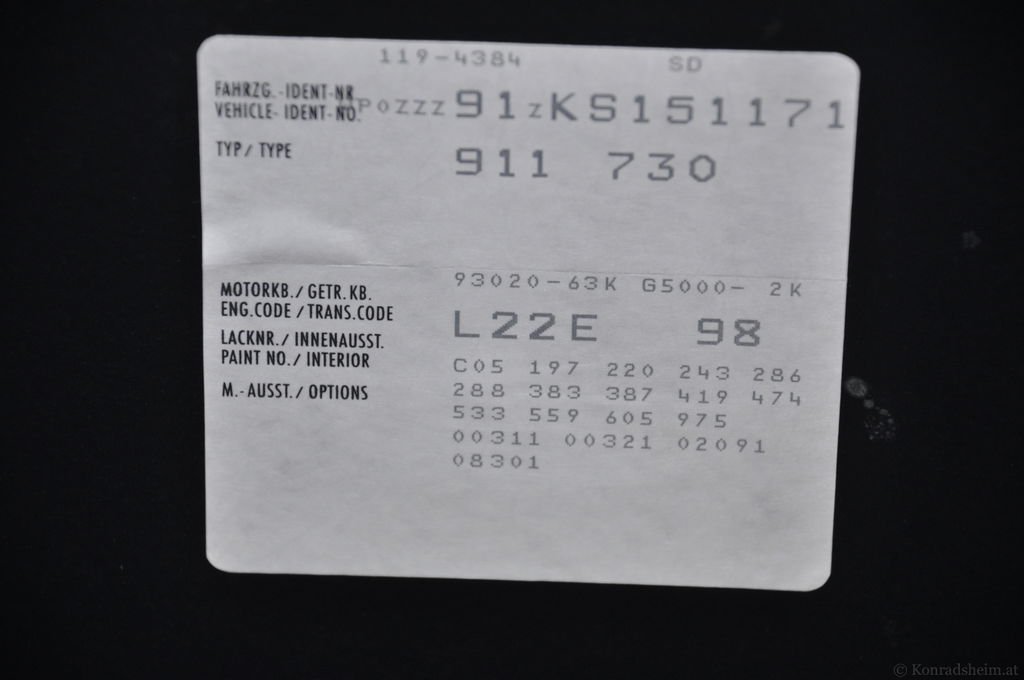 119-4384 SD
FAHRZG.-IDENT-NR.
VEHICLE- IDENT-NO. WP0ZZZ91ZKS151171
TYP / TYPE 911 730
MOTORKB. / GETR. KB. 93020-63K G5000- 2K
ENG.CODE / TRANS.CODE
LACKNR. / INNENAUSST. L22E 98
PAINT NO. / INTERIOR
M.- AUSST. / OPTIONS C05 197 220 243 286
288 383 387 419 474
533 559 605 975
00311 00321 02091
08301
© Konradsheim.at